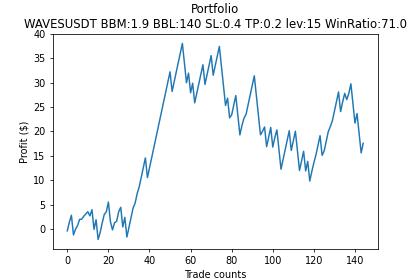 Portfolio
WAVESUSDT BBM:1.9 BBL:140 SL:0.4 TP:0.2 lev:15 WinRatio:71.0
Profit ($)
40
35
30
25
20
15
10
5
0
0 20 40 60 80 100 120 140
Trade counts